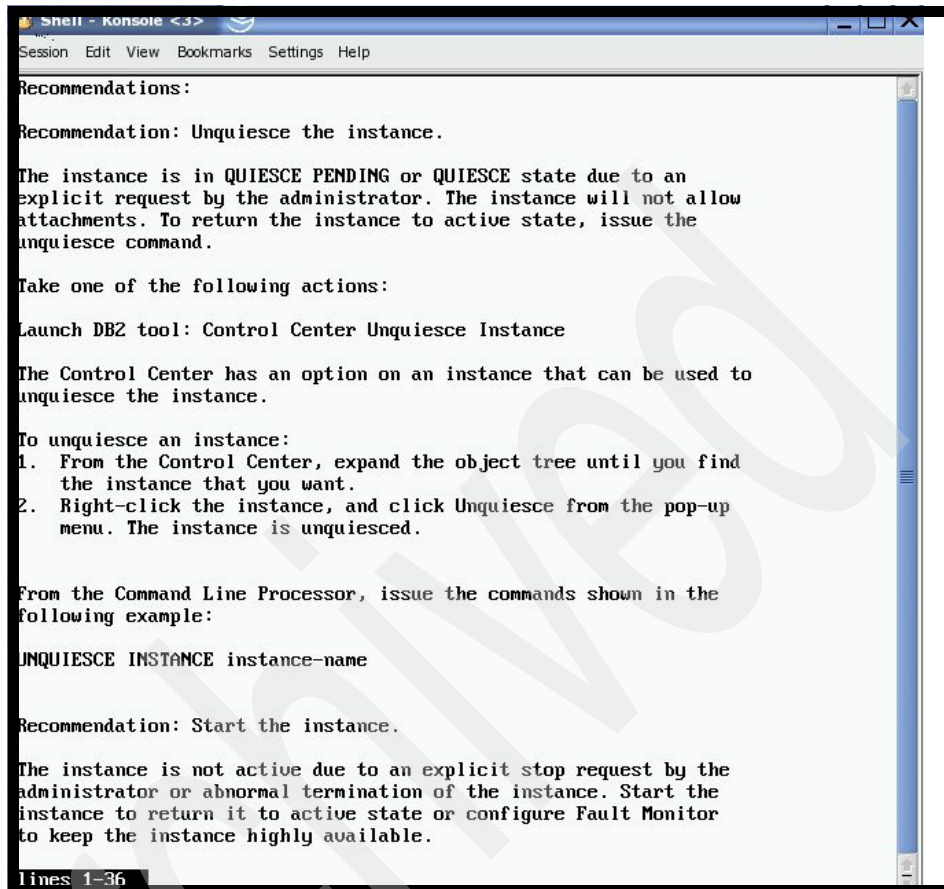 Shell - Konsole <3>
Session Edit View Bookmarks Settings Help
Recommendations:
Recommendation: Unquiesce the instance.
The instance is in QUIESCE PENDING or QUIESCE state due to an
explicit request by the administrator. The instance will not allow
attachments. To return the instance to active state, issue the
unquiesce command.
Take one of the following actions:
Launch DB2 tool: Control Center Unquiesce Instance
The Control Center has an option on an instance that can be used to
unquiesce the instance.
To unquiesce an instance:
1. From the Control Center, expand the object tree until you find
the instance that you want.
2. Right-click the instance, and click Unquiesce from the pop-up
menu. The instance is unquiesced.
From the Command Line Processor, issue the commands shown in the
following example:
UNQUIESCE INSTANCE instance-name
Recommendation: Start the instance.
The instance is not active due to an explicit stop request by the
administrator or abnormal termination of the instance. Start the
instance to return it to active state or configure Fault Monitor
to keep the instance highly available.
lines 1-36